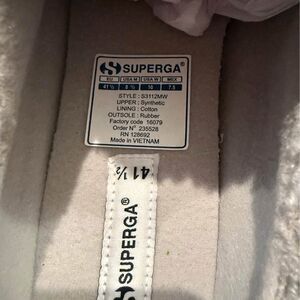 SUPERGA®
EU USA M USA W MEX
41 ½ 8 ½ 10 7.5
STYLE : S3112MW
UPPER : Synthetic
LINING : Cotton
OUTSOLE : Rubber
Factory code 16079
Order N° 235528
RN 128692
Made in VIETNAM
41 ½
SUPERGA®